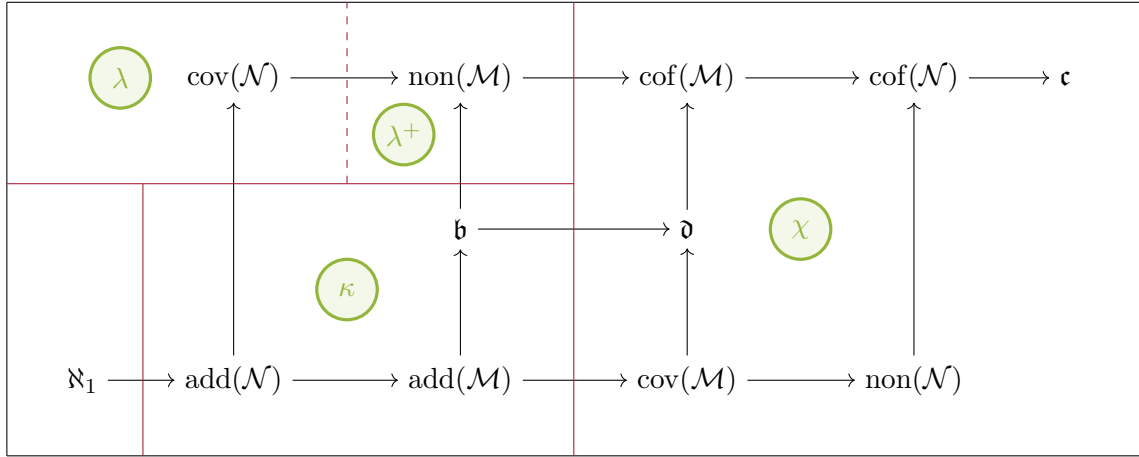 λ cov(𝒩) non(ℳ) cof(ℳ) cof(𝒩) 𝔠
λ⁺
𝔟 𝔡 χ
κ
ℵ₁ add(𝒩) add(ℳ) cov(ℳ) non(𝒩)